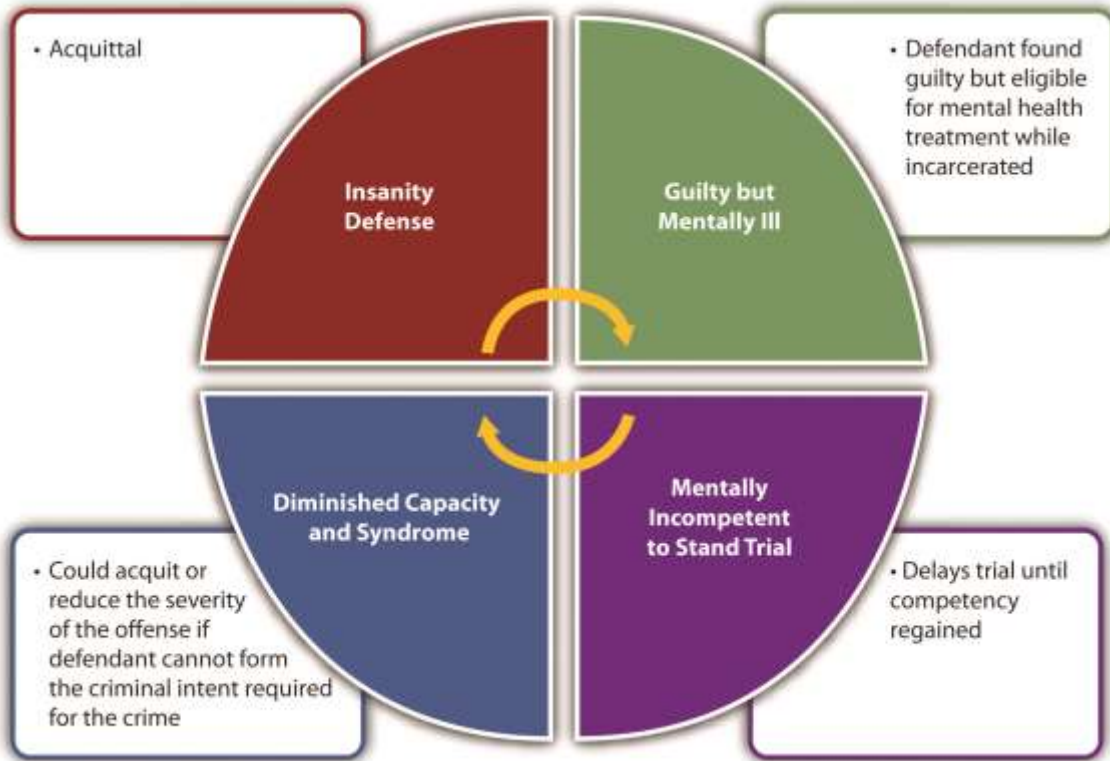 • Acquittal
Insanity
Defense
• Defendant found
guilty but eligible
for mental health
treatment while
incarcerated
Guilty but
Mentally Ill
Diminished Capacity
and Syndrome
• Could acquit or
reduce the severity
of the offense if
defendant cannot form
the criminal intent required
for the crime
Mentally
Incompetent
to Stand Trial
• Delays trial until
competency
regained